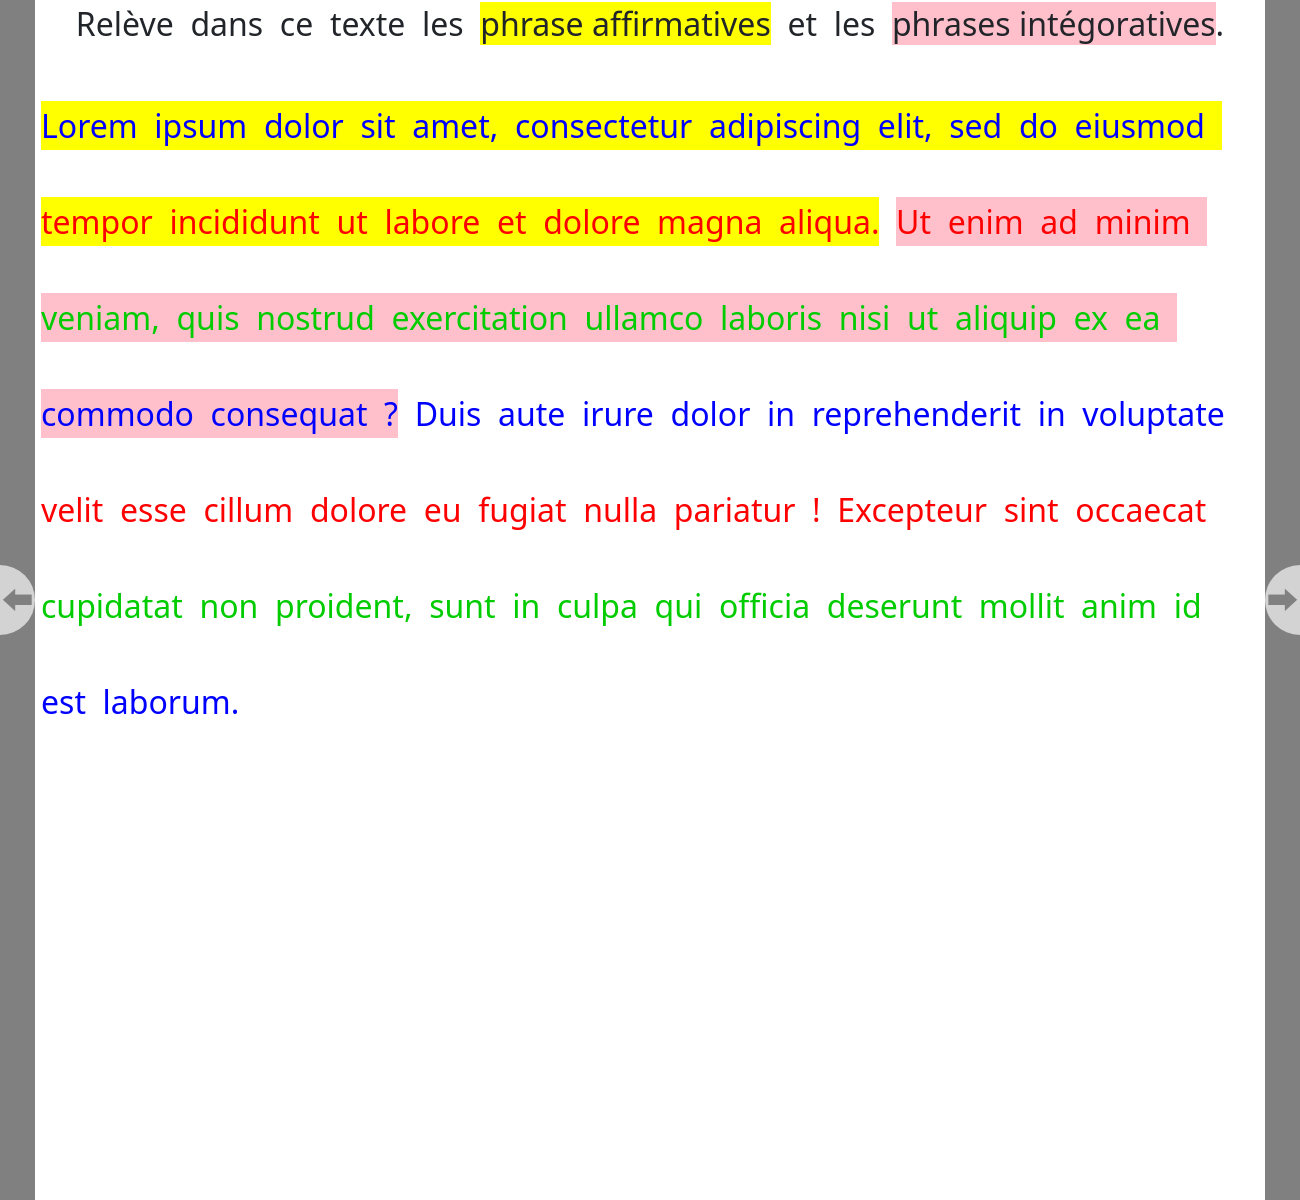 Relève dans ce texte les phrase affirmatives et les phrases intégoratives.
Lorem ipsum dolor sit amet, consectetur adipiscing elit, sed do eiusmod
tempor incididunt ut labore et dolore magna aliqua. Ut enim ad minim
veniam, quis nostrud exercitation ullamco laboris nisi ut aliquip ex ea
commodo consequat ? Duis aute irure dolor in reprehenderit in voluptate
velit esse cillum dolore eu fugiat nulla pariatur ! Excepteur sint occaecat
cupidatat non proident, sunt in culpa qui officia deserunt mollit anim id
est laborum.